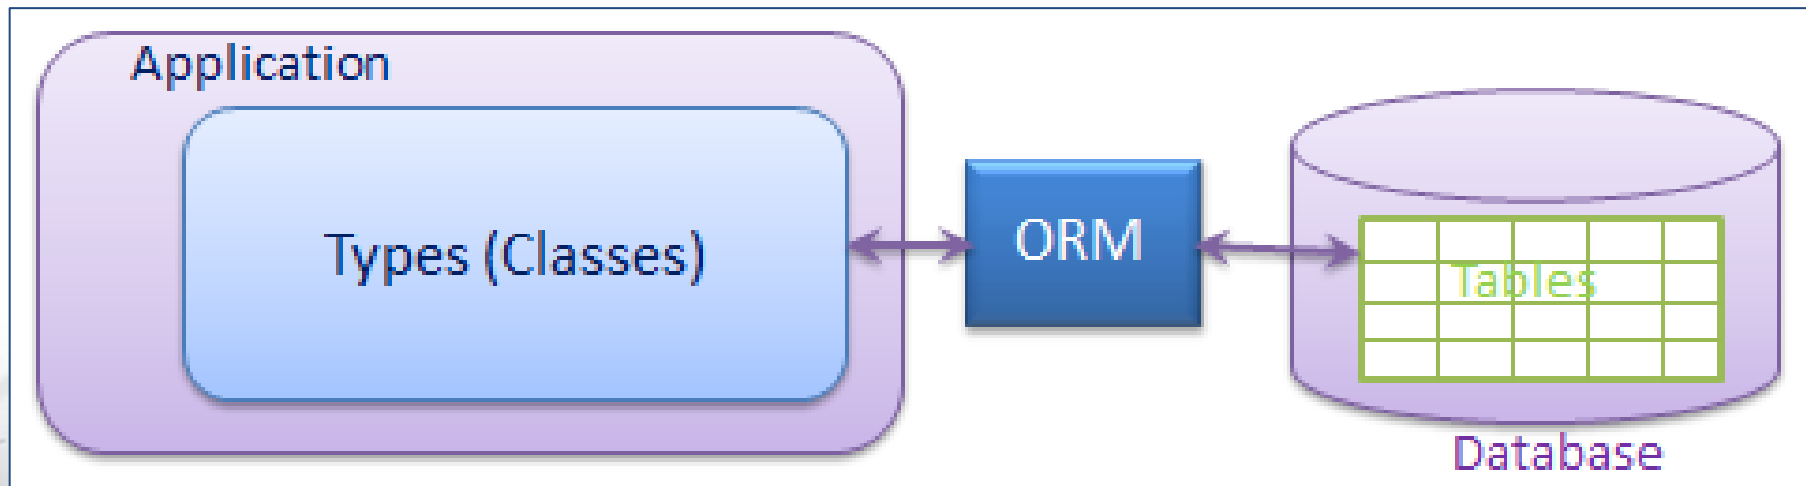 Application
Types (Classes)
ORM
Tables
Database